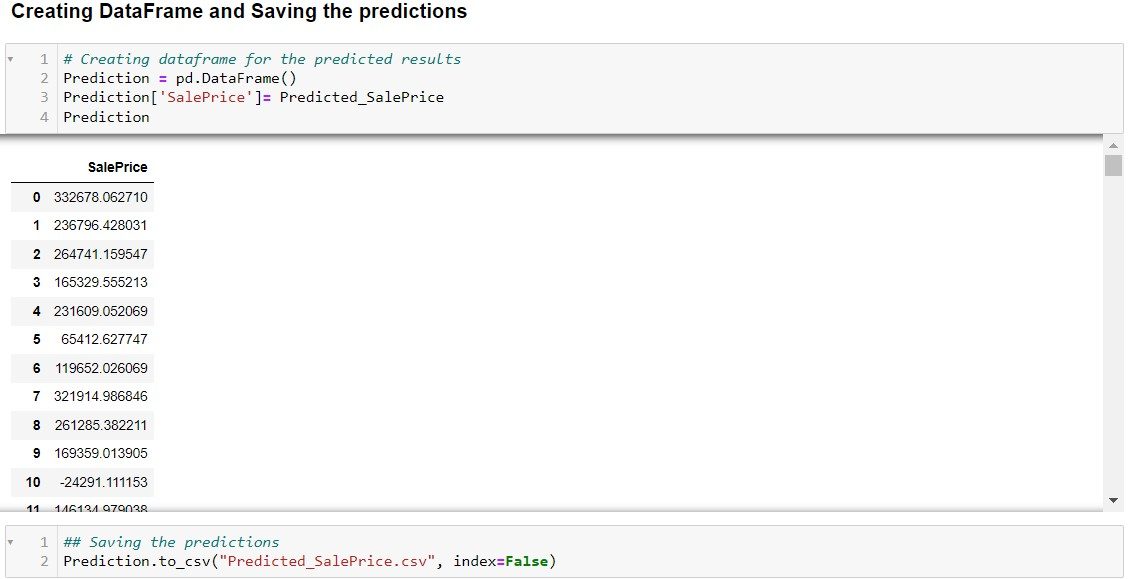 Creating DataFrame and Saving the predictions
1 # Creating dataframe for the predicted results
2 Prediction = pd.DataFrame()
3 Prediction['SalePrice']= Predicted_SalePrice
4 Prediction
SalePrice
0 332678.062710
1 236796.428031
2 264741.159547
3 165329.555213
4 231609.052069
5 65412.627747
6 119652.026069
7 321914.986846
8 261285.382211
9 169359.013905
10 -24291.111153
11 146134.979038
1 ## Saving the predictions
2 Prediction.to_csv("Predicted_SalePrice.csv", index=False)